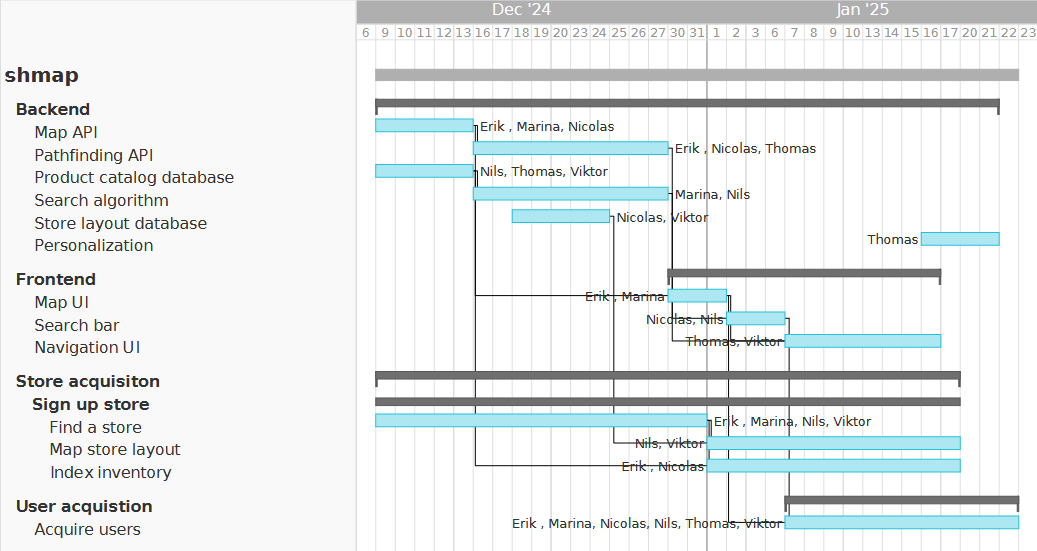 Dec '24 Jan '25
6 9 10 11 12 13 16 17 18 19 20 23 24 25 26 27 30 31 1 2 3 6 7 8 9 10 13 14 15 16 17 20 21 22 23
shmap
Backend
Map API Erik , Marina, Nicolas
Pathfinding API Erik , Nicolas, Thomas
Product catalog database Nils, Thomas, Viktor
Search algorithm Marina, Nils
Store layout database Nicolas, Viktor
Personalization Thomas
Frontend
Map UI Erik , Marina
Search bar Nicolas, Nils
Navigation UI Thomas, Viktor
Store acquisiton
Sign up store
Find a store Erik , Marina, Nils, Viktor
Map store layout Nils, Viktor
Index inventory Erik , Nicolas
User acquistion
Acquire users Erik , Marina, Nicolas, Nils, Thomas, Viktor